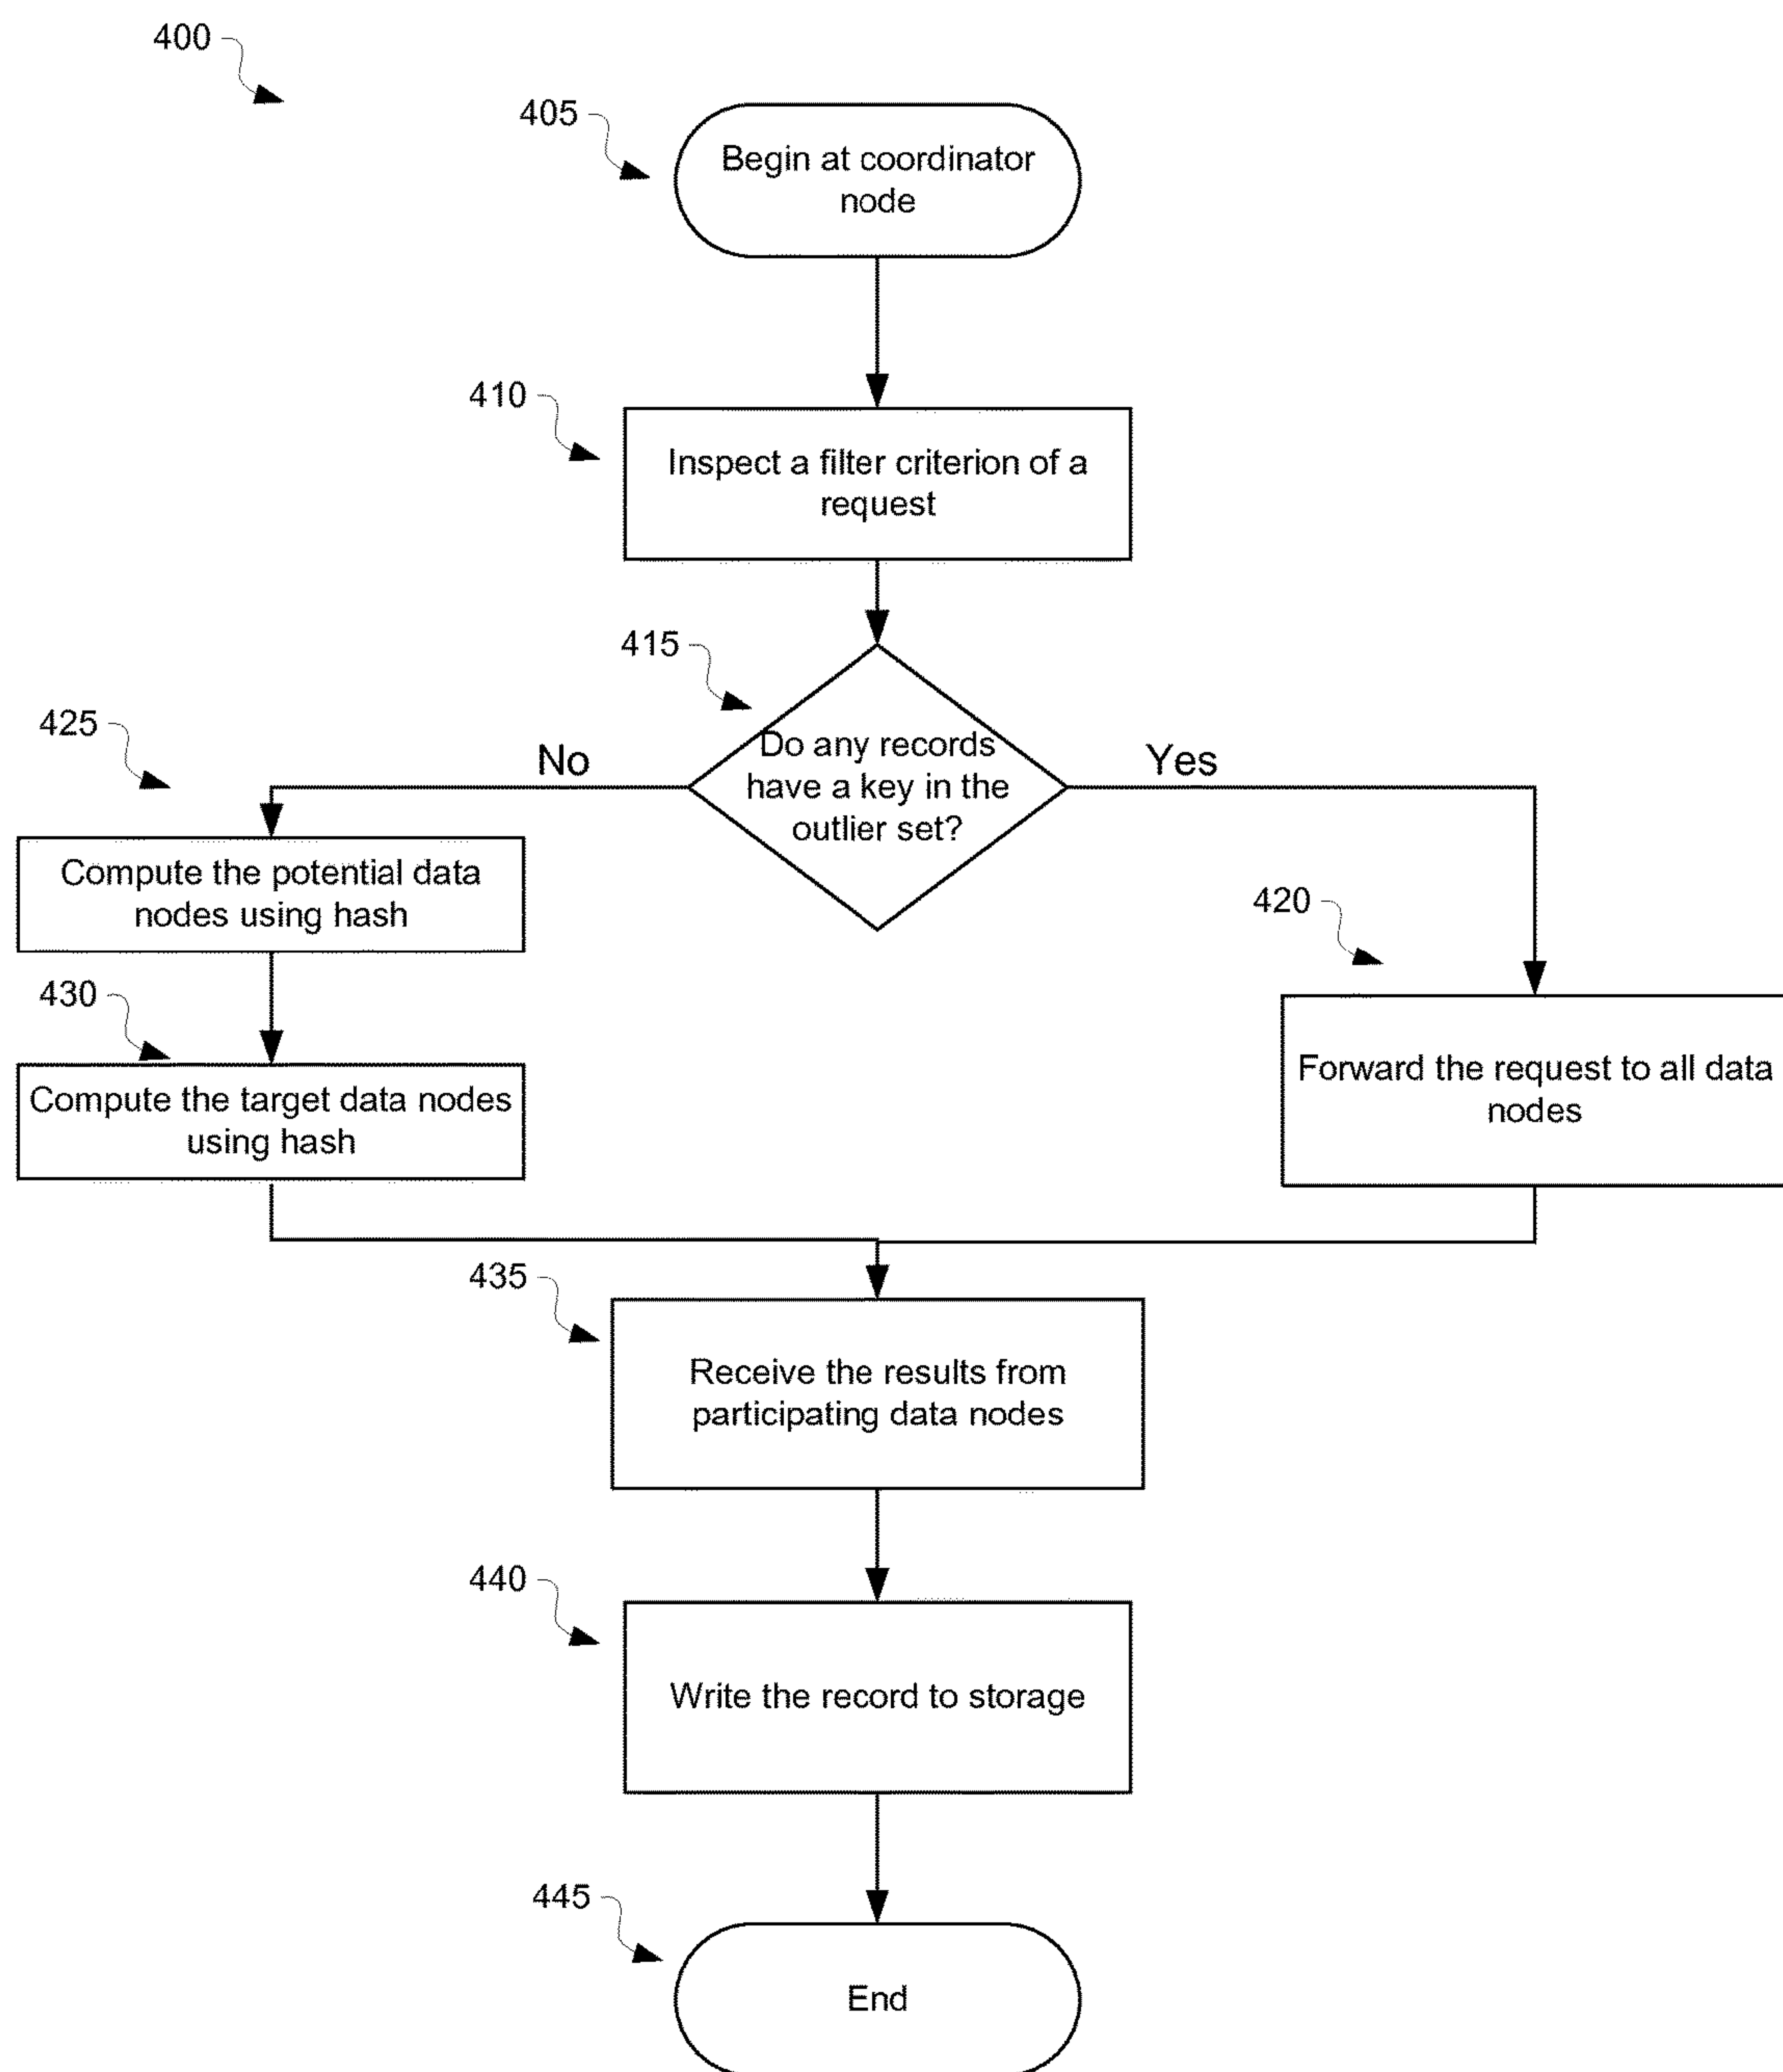 400
405
Begin at coordinator
node
410
Inspect a filter criterion of a
request
415
Do any records
have a key in the
outlier set?
No
Yes
425
Compute the potential data
nodes using hash
420
Forward the request to all data
nodes
430
Compute the target data nodes
using hash
435
Receive the results from
participating data nodes
440
Write the record to storage
445
End